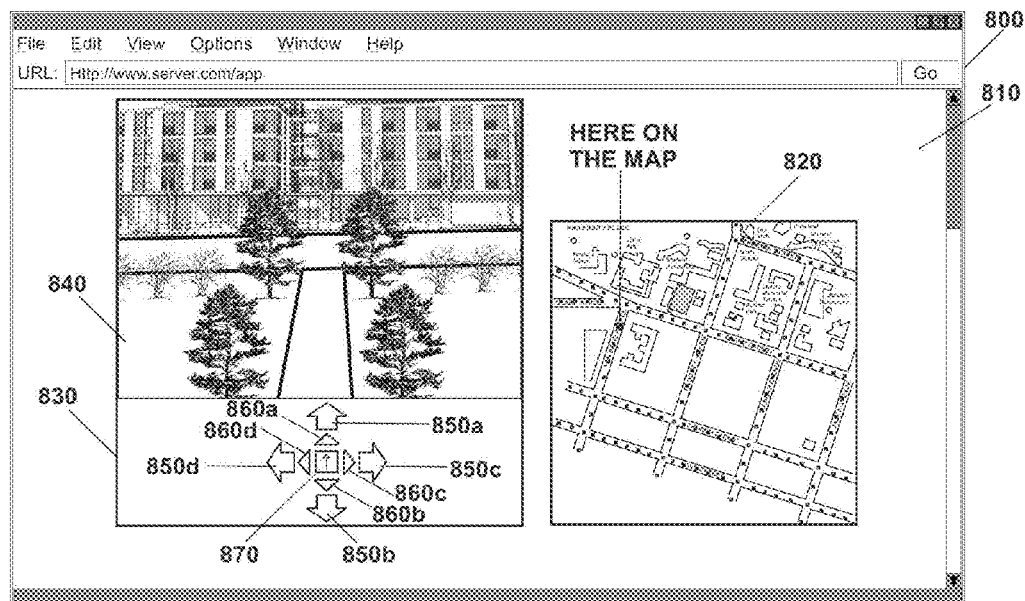 800
File Edit View Options Window Help
URL: Http://www.server.com/app Go
810
HERE ON
THE MAP
820
840
830
860a
860d
850a
850d
850c
860c
860b
870
850b